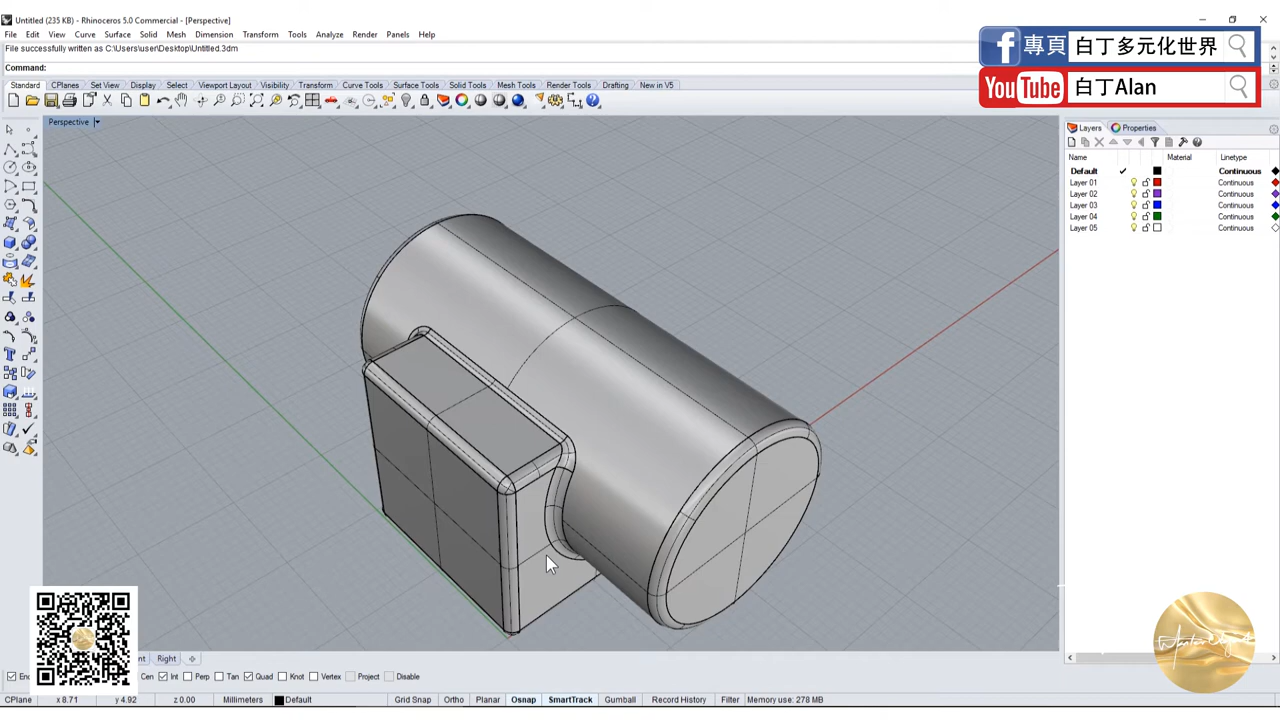 Untitled (235 KB) - Rhinoceros 5.0 Commercial - [Perspective]
File Edit View Curve Surface Solid Mesh Dimension Transform Tools Analyze Render Panels Help
File successfully written as C:\Users\user\Desktop\Untitled.3dm
Command:
專頁 白丁多元化世界
YouTube 白丁Alan
Standard CPlanes Set View Display Select Viewport Layout Visibility Transform Curve Tools Surface Tools Solid Tools Mesh Tools Render Tools Drafting New in V5
Perspective
Layers Properties
Name Material Linetype
Default Continuous
Layer 01 Continuous
Layer 02 Continuous
Layer 03 Continuous
Layer 04 Continuous
Layer 05 Continuous
Right
Cen Int Perp Tan Quad Knot Vertex Project Disable
CPlane x 8.71 y 4.92 z 0.00 Millimeters Default Grid Snap Ortho Planar Osnap SmartTrack Gumball Record History Filter Memory use: 278 MB